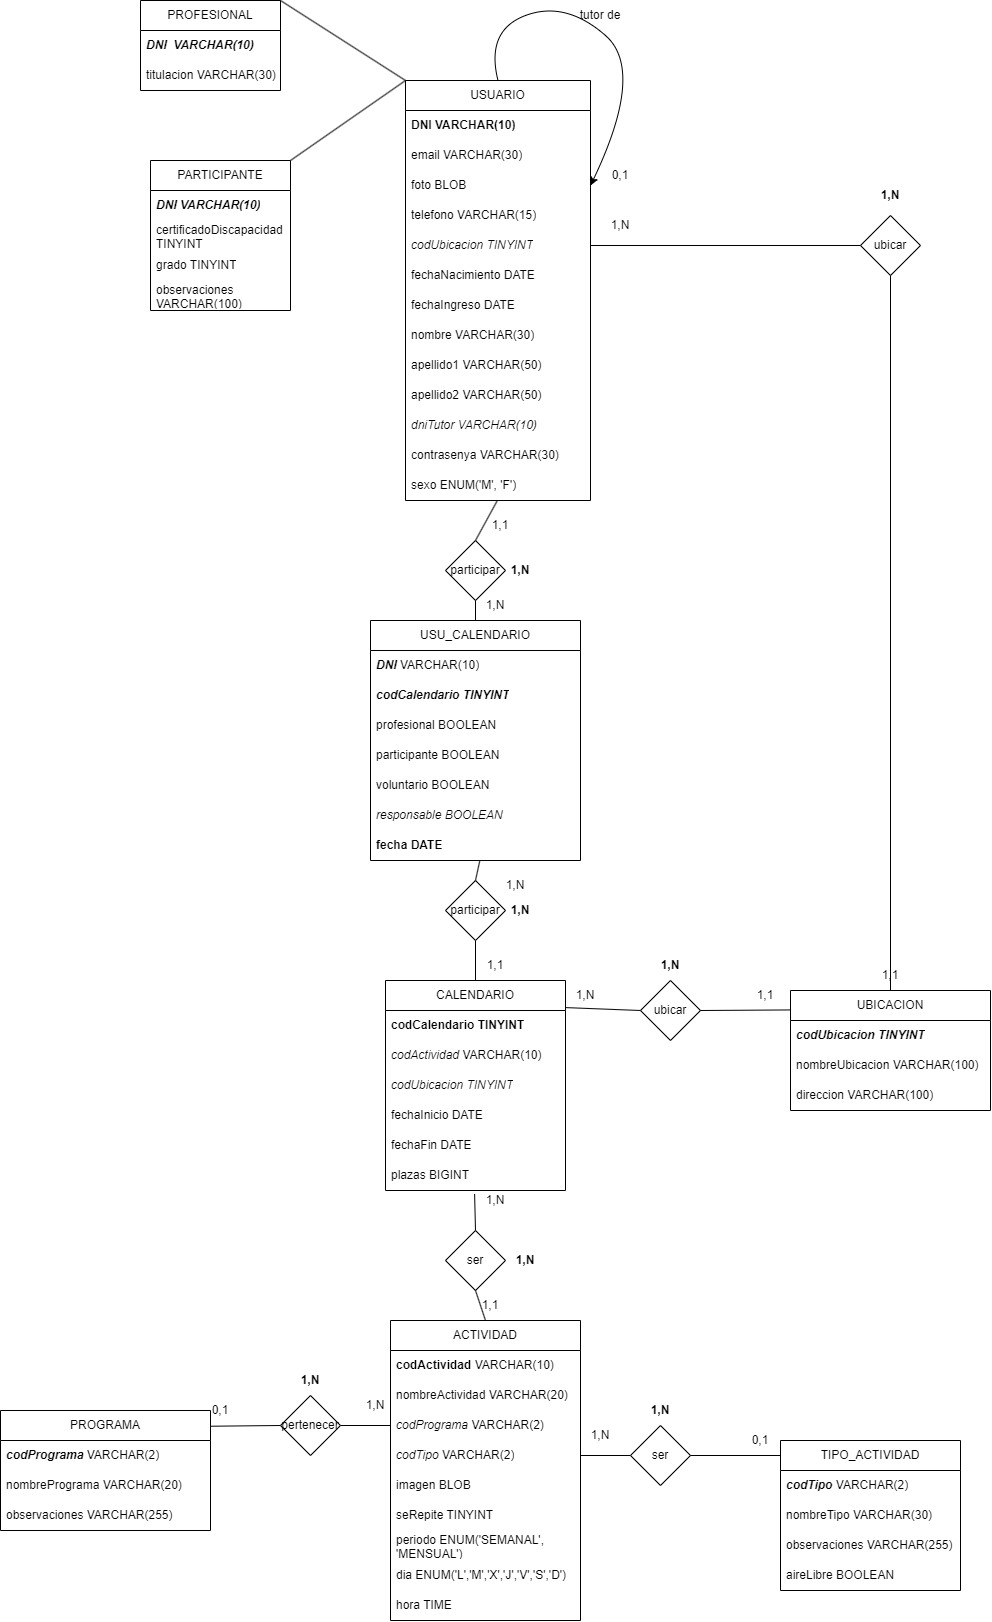 PROFESIONAL
DNI VARCHAR(10)
titulacion VARCHAR(30)
tutor de
USUARIO
DNI VARCHAR(10)
email VARCHAR(30)
foto BLOB
telefono VARCHAR(15)
codUbicacion TINYINT
fechaNacimiento DATE
fechaIngreso DATE
nombre VARCHAR(30)
apellido1 VARCHAR(50)
apellido2 VARCHAR(50)
dniTutor VARCHAR(10)
contrasenya VARCHAR(30)
sexo ENUM('M', 'F')
0,1
1,N
1,N
ubicar
1,1
PARTICIPANTE
DNI VARCHAR(10)
certificadoDiscapacidad
TINYINT
grado TINYINT
observaciones
VARCHAR(100)
1,1
participar
1,N
1,N
USU_CALENDARIO
DNI VARCHAR(10)
codCalendario TINYINT
profesional BOOLEAN
participante BOOLEAN
voluntario BOOLEAN
responsable BOOLEAN
fecha DATE
1,N
participar
1,N
1,1
CALENDARIO
codCalendario TINYINT
codActividad VARCHAR(10)
codUbicacion TINYINT
fechaInicio DATE
fechaFin DATE
plazas BIGINT
1,N
1,N
ubicar
1,1
UBICACION
codUbicacion TINYINT
nombreUbicacion VARCHAR(100)
direccion VARCHAR(100)
1,N
ser
1,N
1,1
ACTIVIDAD
codActividad VARCHAR(10)
nombreActividad VARCHAR(20)
codPrograma VARCHAR(2)
codTipo VARCHAR(2)
imagen BLOB
seRepite TINYINT
periodo ENUM('SEMANAL',
'MENSUAL')
dia ENUM('L','M','X','J','V','S','D')
hora TIME
1,N
0,1
pertenecer
1,N
PROGRAMA
codPrograma VARCHAR(2)
nombrePrograma VARCHAR(20)
observaciones VARCHAR(255)
1,N
1,N
ser
0,1
TIPO_ACTIVIDAD
codTipo VARCHAR(2)
nombreTipo VARCHAR(30)
observaciones VARCHAR(255)
aireLibre BOOLEAN